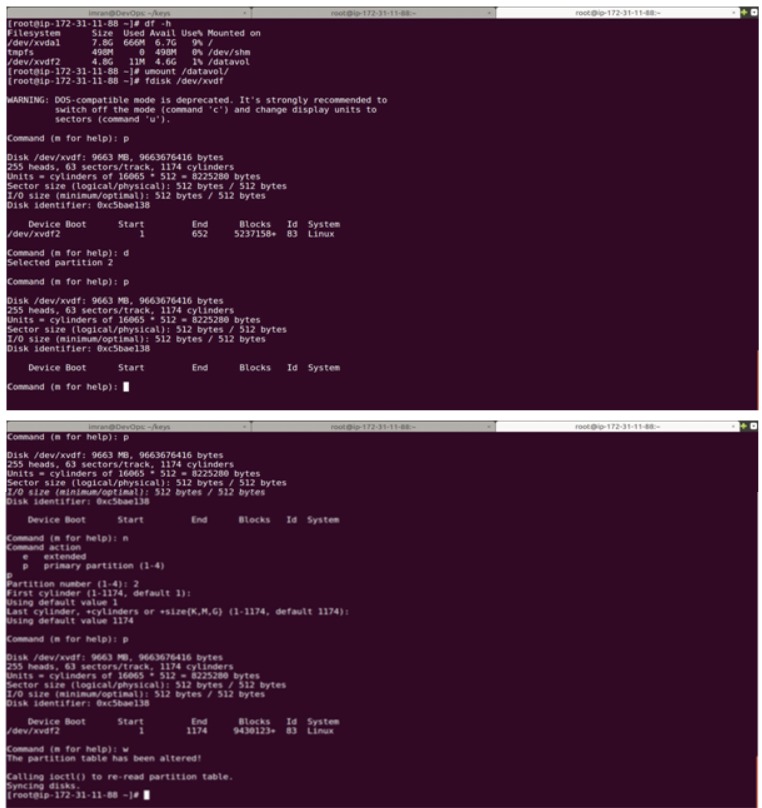 imran@DevOps: ~/keys
root@ip-172-31-11-88:~
root@ip-172-31-11-88:~
[root@ip-172-31-11-88 ~]# df -h
Filesystem Size Used Avail Use% Mounted on
/dev/xvda1 7.8G 666M 6.7G 9% /
tmpfs 498M 0 498M 0% /dev/shm
/dev/xvdf2 4.8G 11M 4.6G 1% /datavol
[root@ip-172-31-11-88 ~]# umount /datavol/
[root@ip-172-31-11-88 ~]# fdisk /dev/xvdf
WARNING: DOS-compatible mode is deprecated. It's strongly recommended to
switch off the mode (command 'c') and change display units to
sectors (command 'u').
Command (m for help): p
Disk /dev/xvdf: 9663 MB, 9663676416 bytes
255 heads, 63 sectors/track, 1174 cylinders
Units = cylinders of 16065 * 512 = 8225280 bytes
Sector size (logical/physical): 512 bytes / 512 bytes
I/O size (minimum/optimal): 512 bytes / 512 bytes
Disk identifier: 0xc5bae138
Device Boot Start End Blocks Id System
/dev/xvdf2 1 652 5237158+ 83 Linux
Command (m for help): d
Selected partition 2
Command (m for help): p
Disk /dev/xvdf: 9663 MB, 9663676416 bytes
255 heads, 63 sectors/track, 1174 cylinders
Units = cylinders of 16065 * 512 = 8225280 bytes
Sector size (logical/physical): 512 bytes / 512 bytes
I/O size (minimum/optimal): 512 bytes / 512 bytes
Disk identifier: 0xc5bae138
Device Boot Start End Blocks Id System
Command (m for help):
imran@DevOps: ~/keys
root@ip-172-31-11-88:~
root@ip-172-31-11-88:~
Command (m for help): p
Disk /dev/xvdf: 9663 MB, 9663676416 bytes
255 heads, 63 sectors/track, 1174 cylinders
Units = cylinders of 16065 * 512 = 8225280 bytes
Sector size (logical/physical): 512 bytes / 512 bytes
I/O size (minimum/optimal): 512 bytes / 512 bytes
Disk identifier: 0xc5bae138
Device Boot Start End Blocks Id System
Command (m for help): n
Command action
e extended
p primary partition (1-4)
p
Partition number (1-4): 2
First cylinder (1-1174, default 1):
Using default value 1
Last cylinder, +cylinders or +size{K,M,G} (1-1174, default 1174):
Using default value 1174
Command (m for help): p
Disk /dev/xvdf: 9663 MB, 9663676416 bytes
255 heads, 63 sectors/track, 1174 cylinders
Units = cylinders of 16065 * 512 = 8225280 bytes
Sector size (logical/physical): 512 bytes / 512 bytes
I/O size (minimum/optimal): 512 bytes / 512 bytes
Disk identifier: 0xc5bae138
Device Boot Start End Blocks Id System
/dev/xvdf2 1 1174 9430123+ 83 Linux
Command (m for help): w
The partition table has been altered!
Calling ioctl() to re-read partition table.
Syncing disks.
[root@ip-172-31-11-88 ~]#